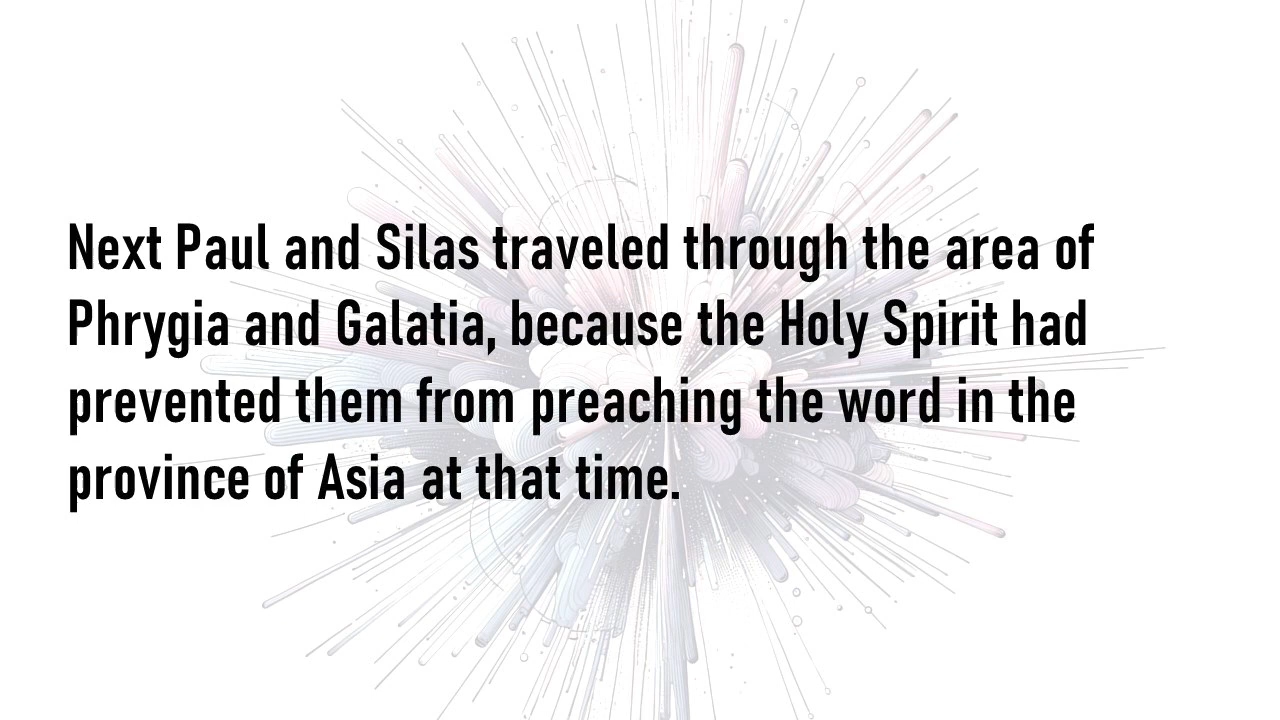 Next Paul and Silas traveled through the area of
Phrygia and Galatia, because the Holy Spirit had
prevented them from preaching the word in the
province of Asia at that time.